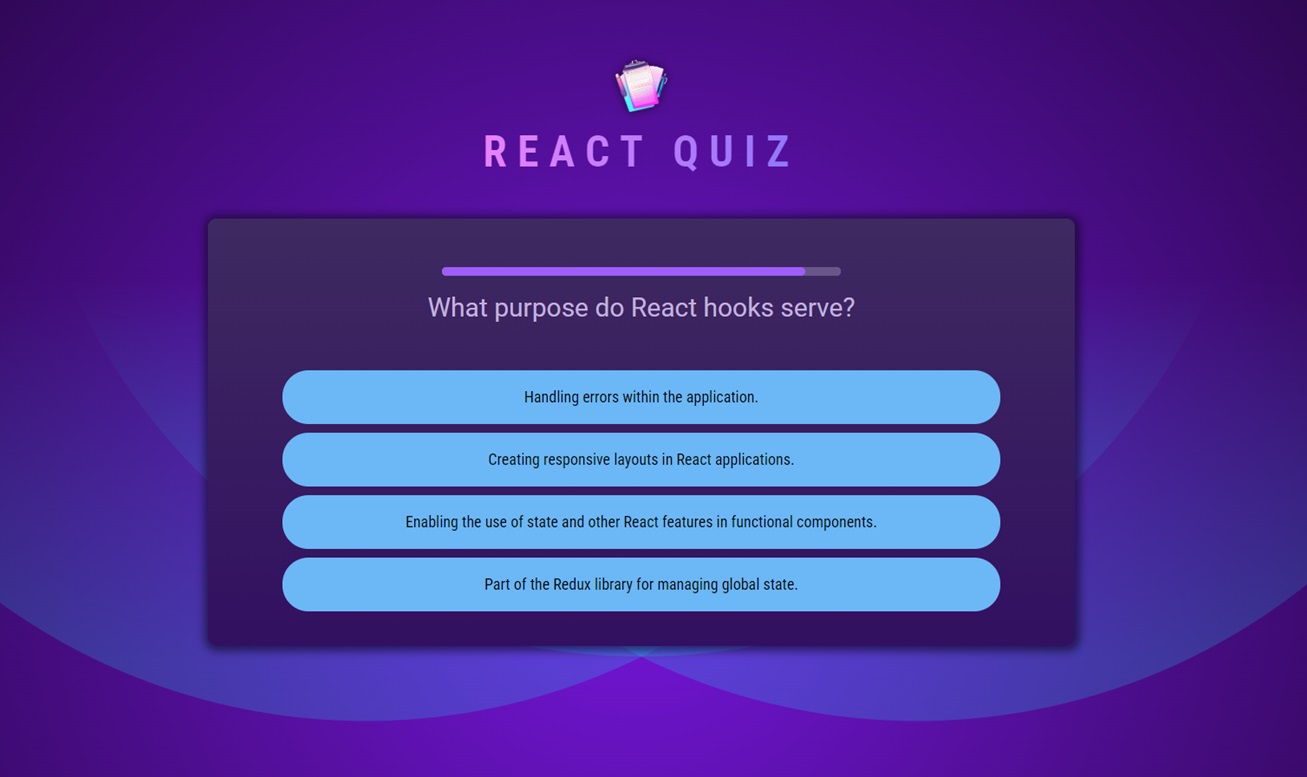 REACT QUIZ
What purpose do React hooks serve?
Handling errors within the application.
Creating responsive layouts in React applications.
Enabling the use of state and other React features in functional components.
Part of the Redux library for managing global state.